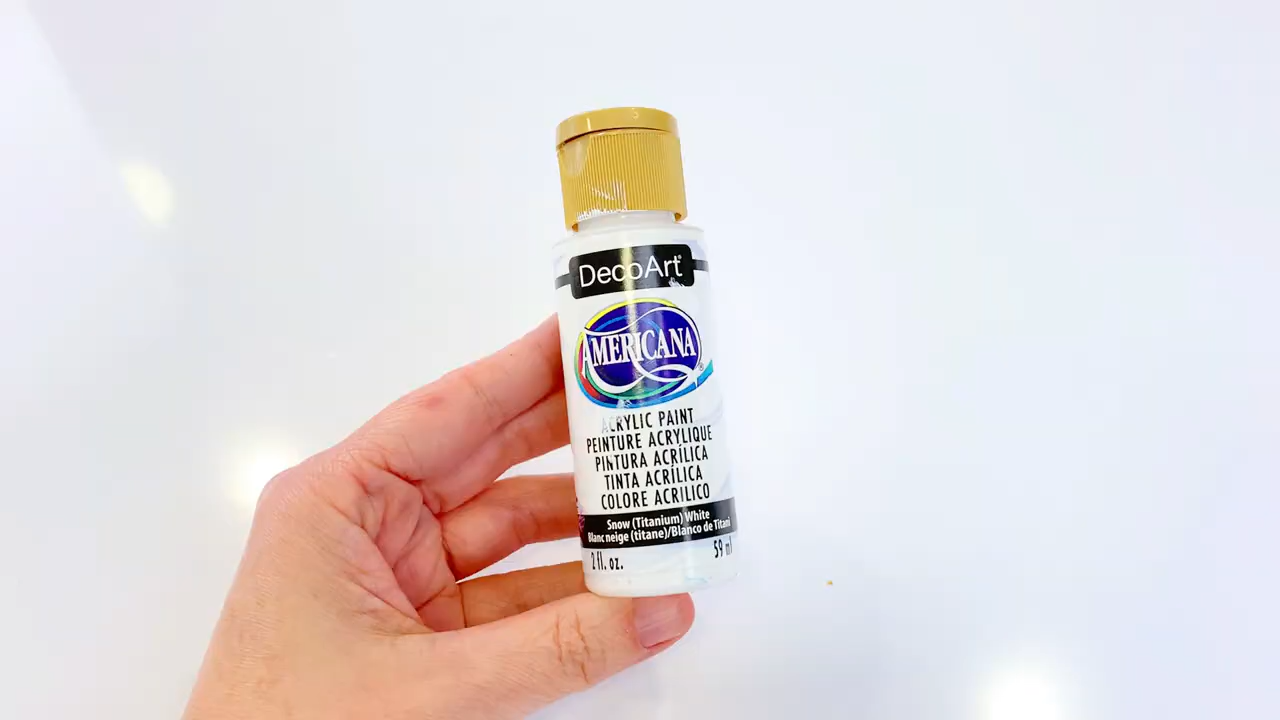 DecoArt®
AMERICANA®
ACRYLIC PAINT
PEINTURE ACRYLIQUE
PINTURA ACRÍLICA
TINTA ACRÍLICA
COLORE ACRILICO
Snow (Titanium) White
Blanc neige (titane)/Blanco de Titani
2 fl. oz. 59 ml